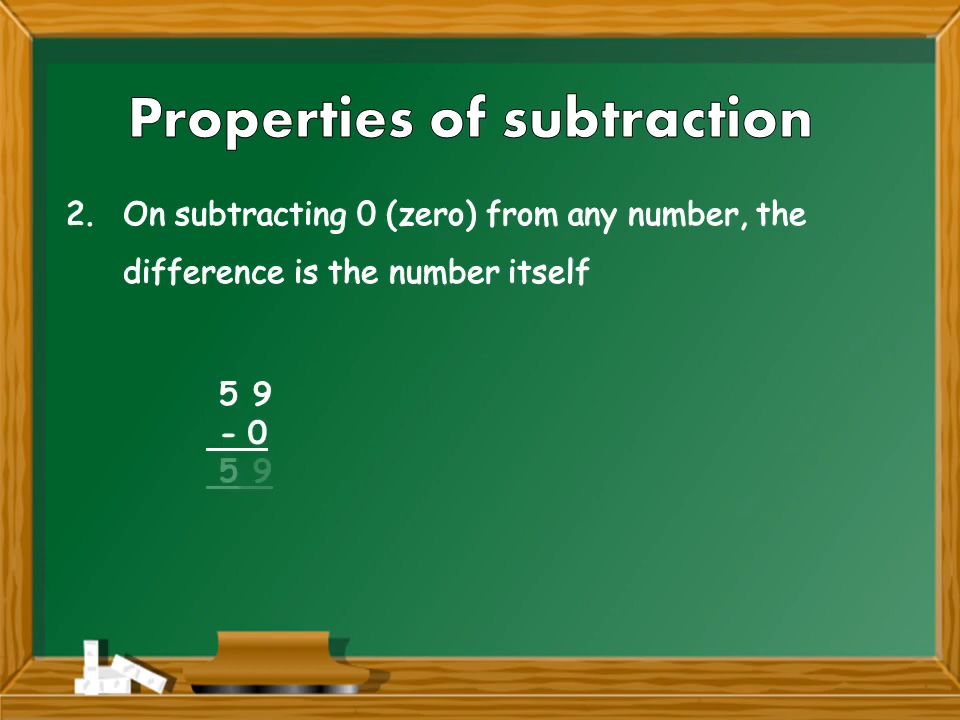 Properties of subtraction
2. On subtracting 0 (zero) from any number, the
difference is the number itself
5 9
- 0
5 9